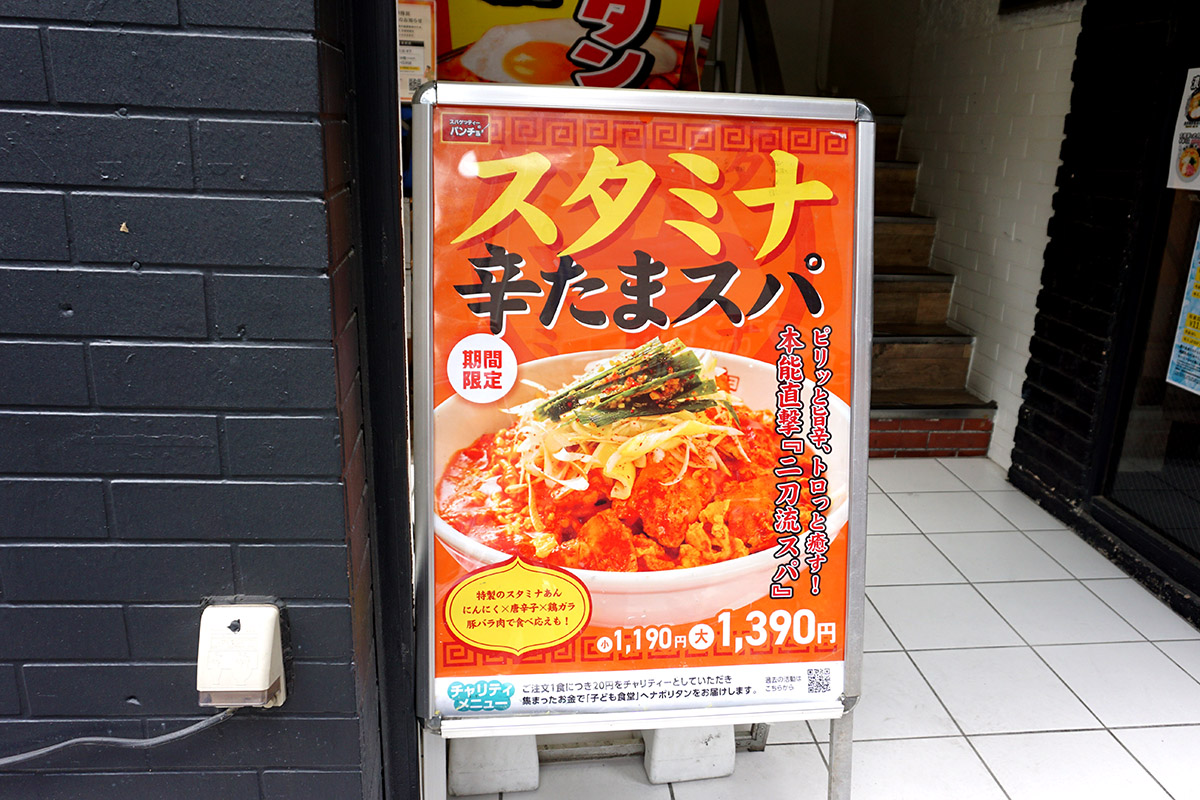 タン
スパゲッティー
パンチョ
スタミナ
辛たまスパ
期間
限定
ピリッと旨辛、トロっと癒す！
本能直撃『二刀流スパ』
特製のスタミナあん
にんにく×唐辛子×鶏ガラ
豚バラ肉で食べ応えも！
小1,190円 大1,390円
チャリティ
メニュー
ご注文1食につき20円をチャリティーとしていただき
集まったお金で「子ども食堂」へナポリタンをお届けします。
過去の活動は
こちらから